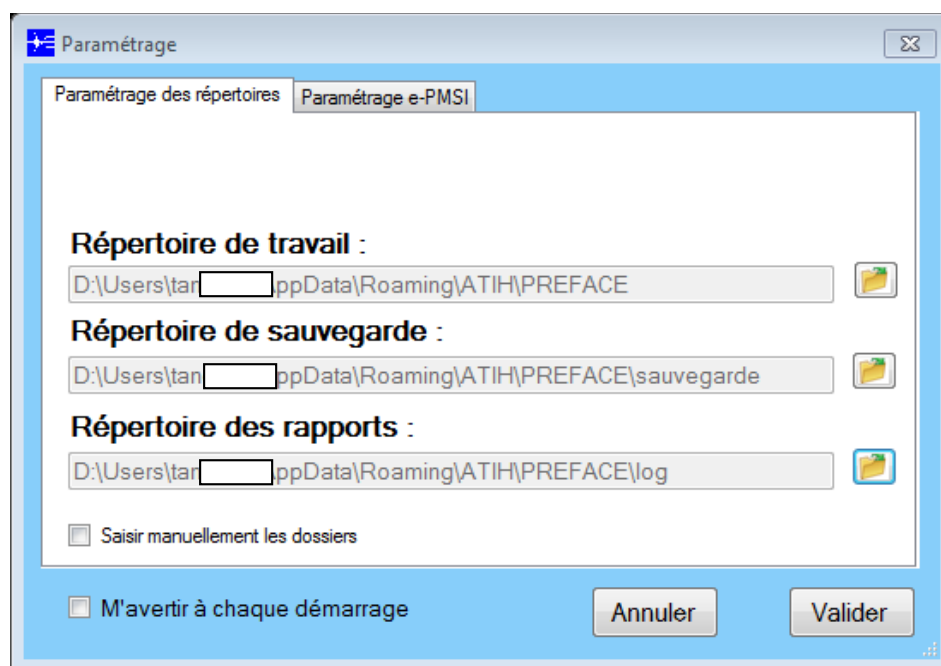 Paramétrage
Paramétrage des répertoires Paramétrage e-PMSI
Répertoire de travail :
D:\Users\tan ppData\Roaming\ATIH\PREFACE
Répertoire de sauvegarde :
D:\Users\tan ppData\Roaming\ATIH\PREFACE\sauvegarde
Répertoire des rapports :
D:\Users\tan ppData\Roaming\ATIH\PREFACE\log
Saisir manuellement les dossiers
M'avertir à chaque démarrage Annuler Valider